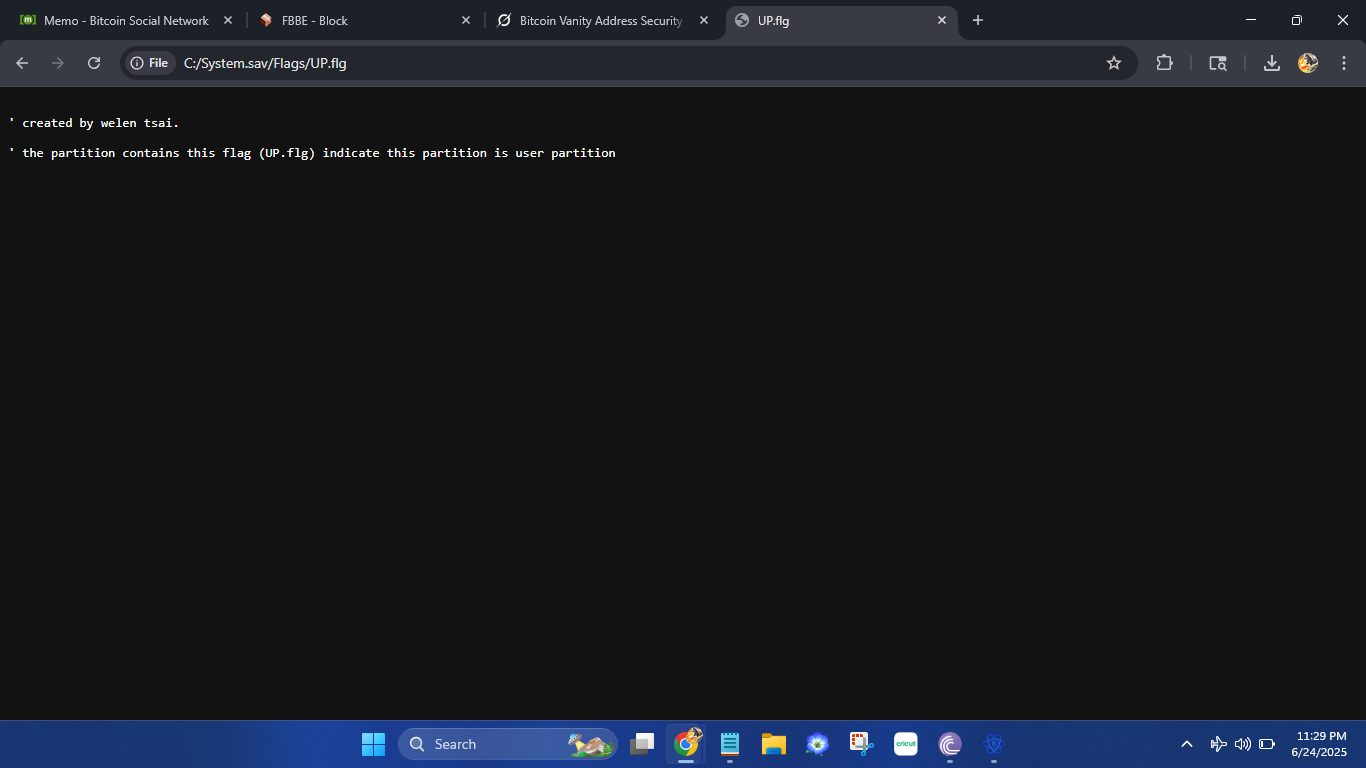 Memo - Bitcoin Social Network
FBBE - Block
Bitcoin Vanity Address Security
UP.flg
File
C:/System.sav/Flags/UP.flg
' created by welen tsai.
' the partition contains this flag (UP.flg) indicate this partition is user partition
Search
cricut
11:29 PM
6/24/2025